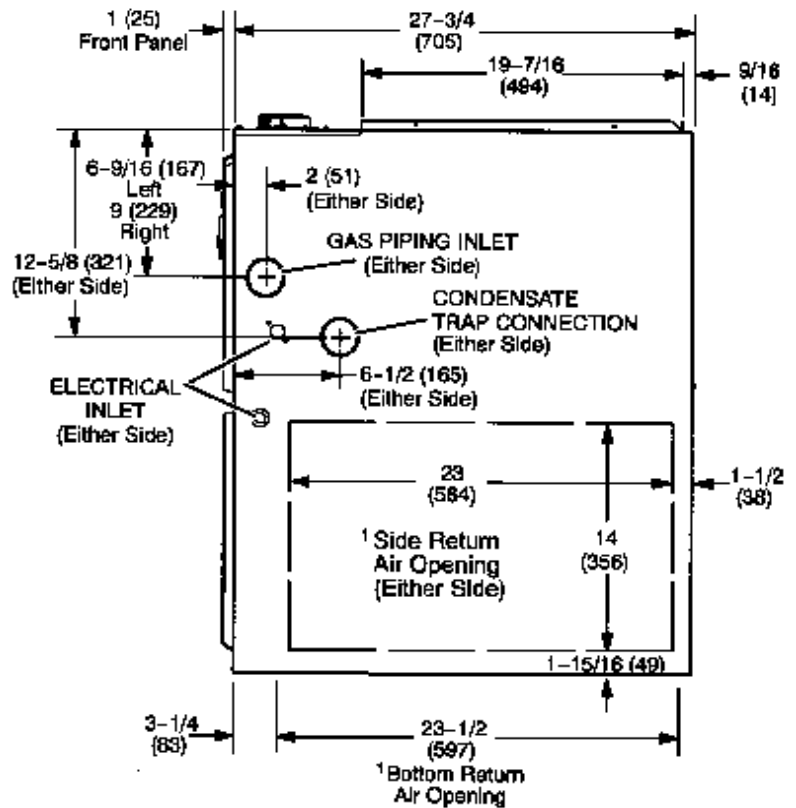 1 (25)
Front Panel
27-3/4
(705)
19-7/16
(494)
9/16
(14]
6-9/16 (167)
Left
9 (229)
Right
2 (51)
(Either Side)
12-5/8 (321)
(Either Side)
GAS PIPING INLET
(Either Side)
CONDENSATE
TRAP CONNECTION
(Either Side)
6-1/2 (165)
(Either Side)
ELECTRICAL
INLET
(Either Side)
23
(584)
1-1/2
(38)
1 Side Return
Air Opening
(Either Side)
14
(356)
1-15/16 (49)
3-1/4
(83)
23-1/2
(597)
1 Bottom Return
Air Opening